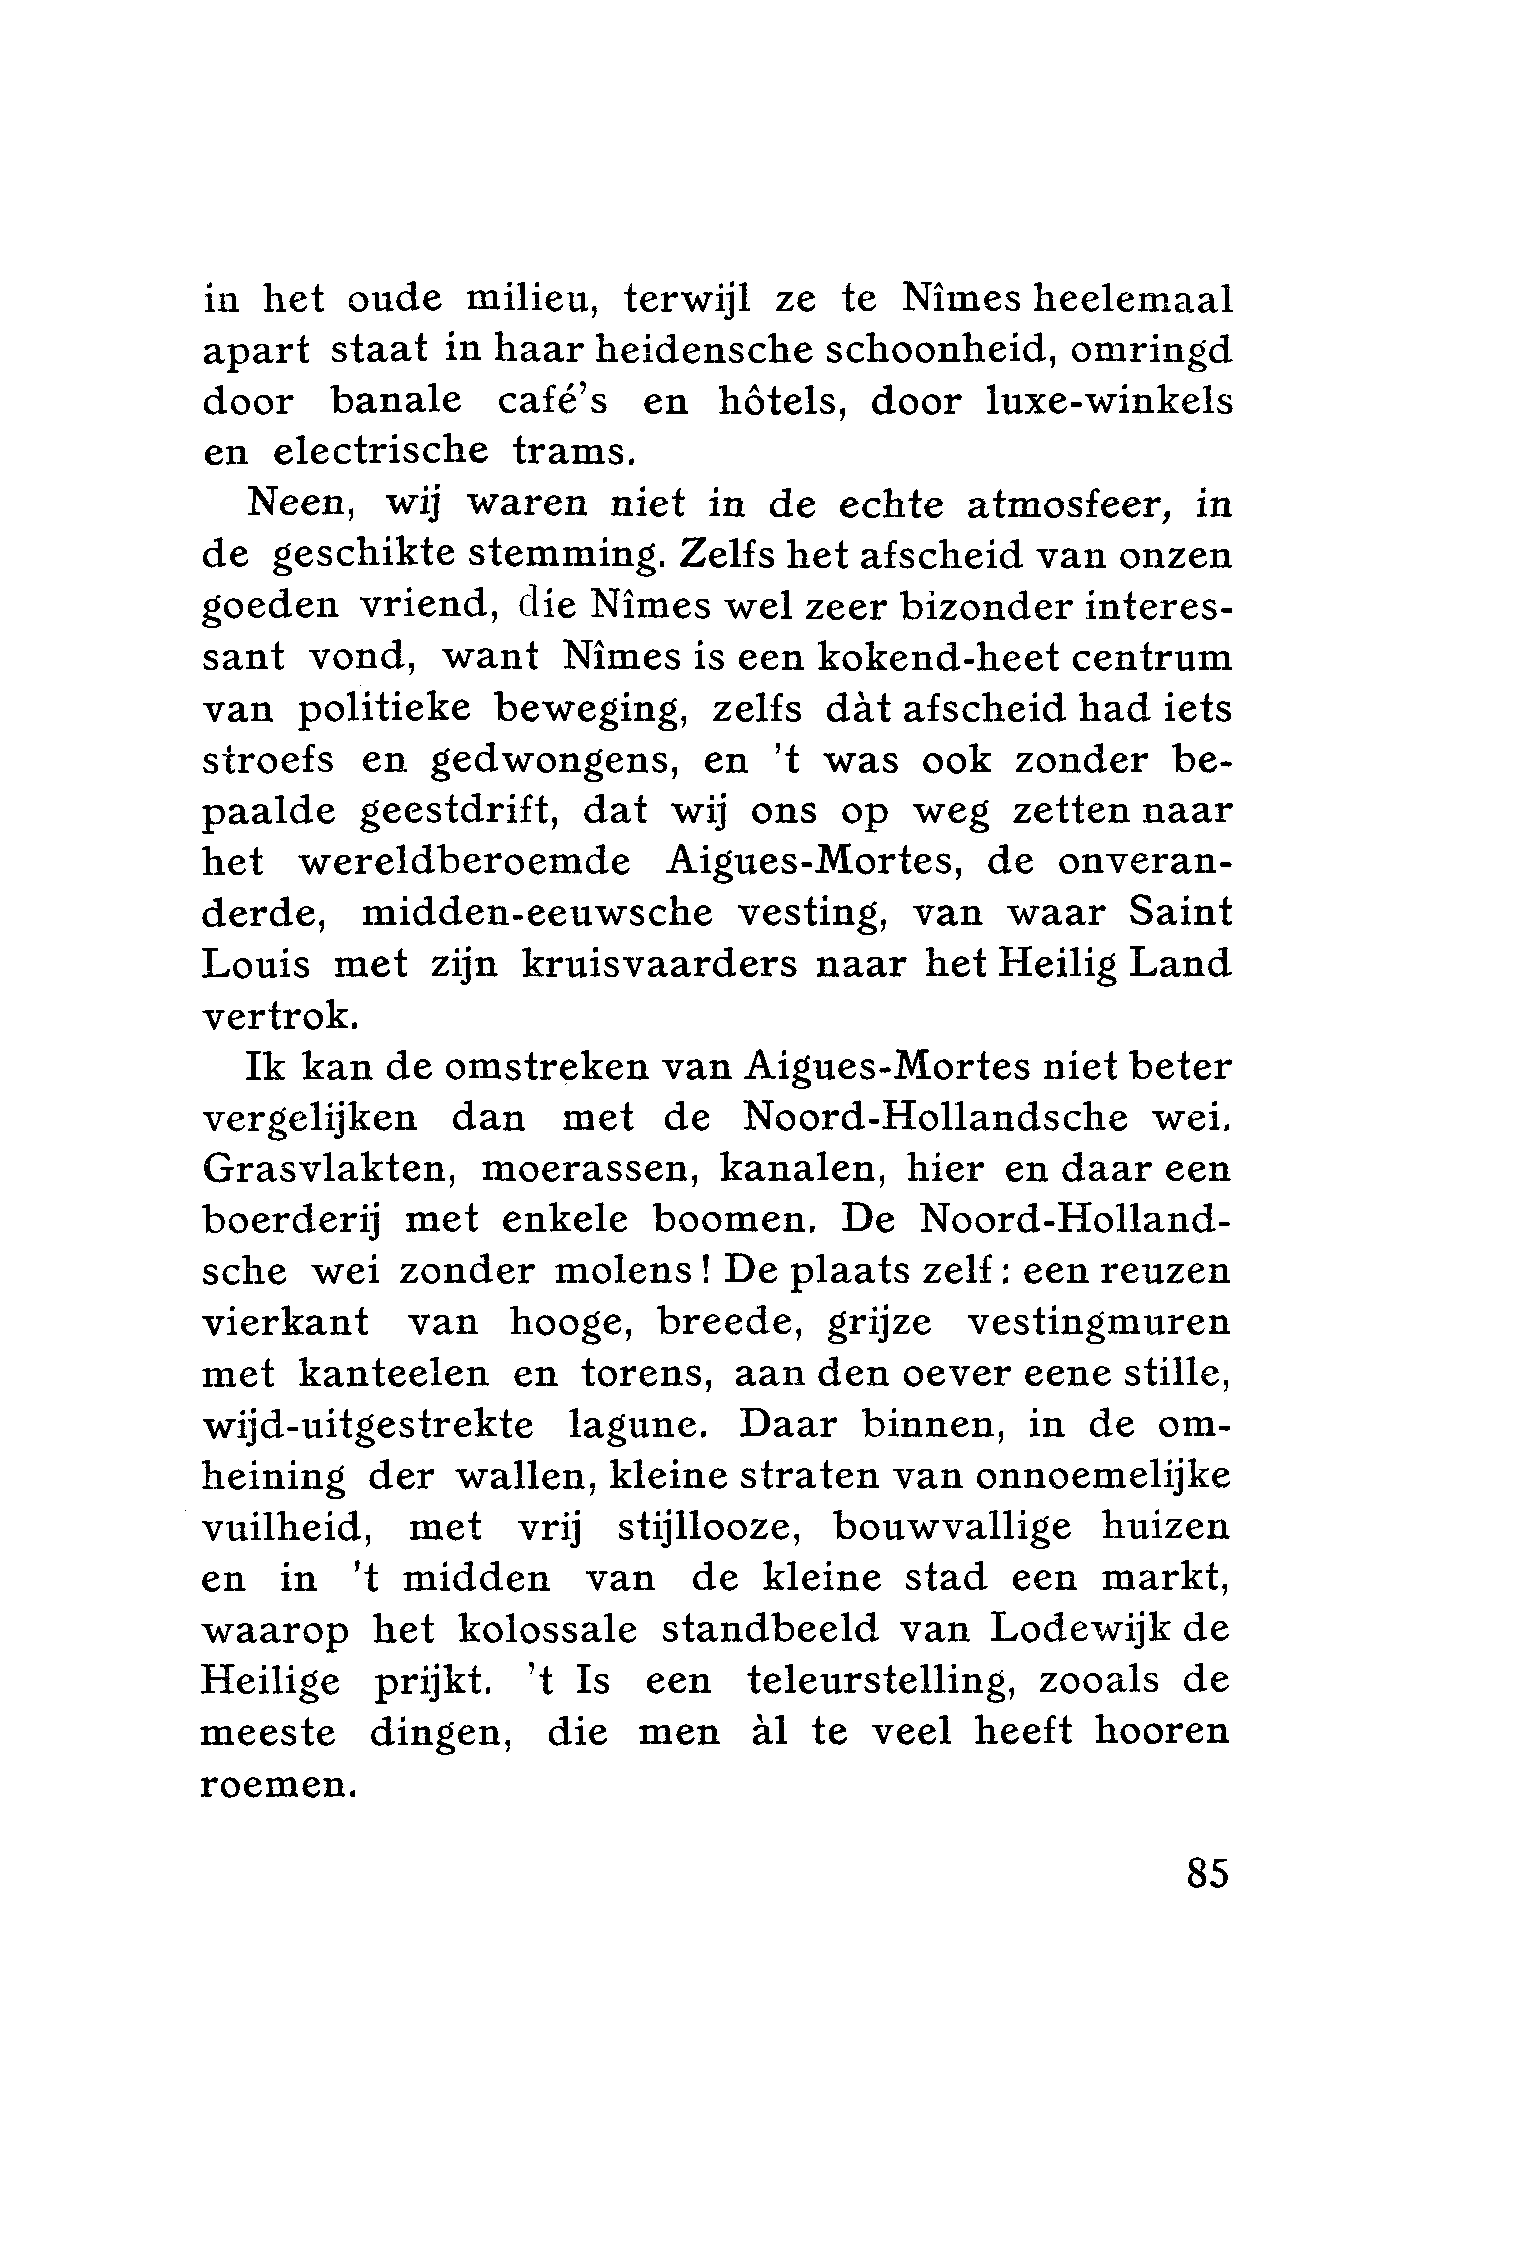 in het oude milieu, terwijl ze te Nîmes heelemaal
apart staat in haar heidensche schoonheid, omringd
door banale café's en hôtels, door luxe-winkels
en electrische trams.
Neen, wij waren niet in de echte atmosfeer, in
de geschikte stemming. Zelfs het afscheid van onzen
goeden vriend, die Nîmes wel zeer bizonder interes-
sant vond, want Nîmes is een kokend-heet centrum
van politieke beweging, zelfs dàt afscheid had iets
stroefs en gedwongens, en 't was ook zonder be-
paalde geestdrift, dat wij ons op weg zetten naar
het wereldberoemde Aigues-Mortes, de onveran-
derde, midden-eeuwsche vesting, van waar Saint
Louis met zijn kruisvaarders naar het Heilig Land
vertrok.
Ik kan de omstreken van Aigues-Mortes niet beter
vergelijken dan met de Noord-Hollandsche wei.
Grasvlakten, moerassen, kanalen, hier en daar een
boerderij met enkele boomen. De Noord-Holland-
sche wei zonder molens! De plaats zelf: een reuzen
vierkant van hooge, breede, grijze vestingmuren
met kanteelen en torens, aan den oever eene stille,
wijd-uitgestrekte lagune. Daar binnen, in de om-
heining der wallen, kleine straten van onnoemelijke
vuilheid, met vrij stijllooze, bouwvallige huizen
en in 't midden van de kleine stad een markt,
waarop het kolossale standbeeld van Lodewijk de
Heilige prijkt. 't Is een teleurstelling, zooals de
meeste dingen, die men àl te veel heeft hooren
roemen.
85